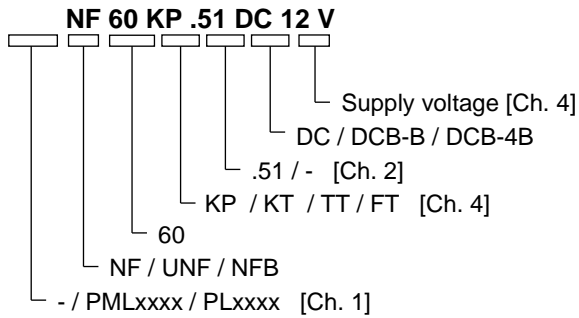 NF 60 KP .51 DC 12 V
Supply voltage [Ch. 4]
DC / DCB-B / DCB-4B
.51 / - [Ch. 2]
KP / KT / TT / FT [Ch. 4]
60
NF / UNF / NFB
- / PMLxxxx / PLxxxx [Ch. 1]